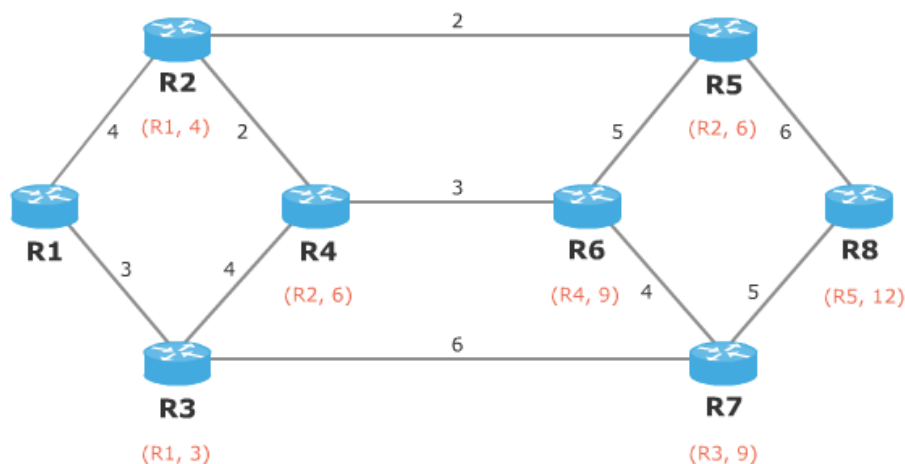 2
R2
R5
(R1, 4)
(R2, 6)
4
2
5
6
3
R1
R4
R6
R8
3
4
(R2, 6)
(R4, 9)
4
5
(R5, 12)
6
R3
R7
(R1, 3)
(R3, 9)